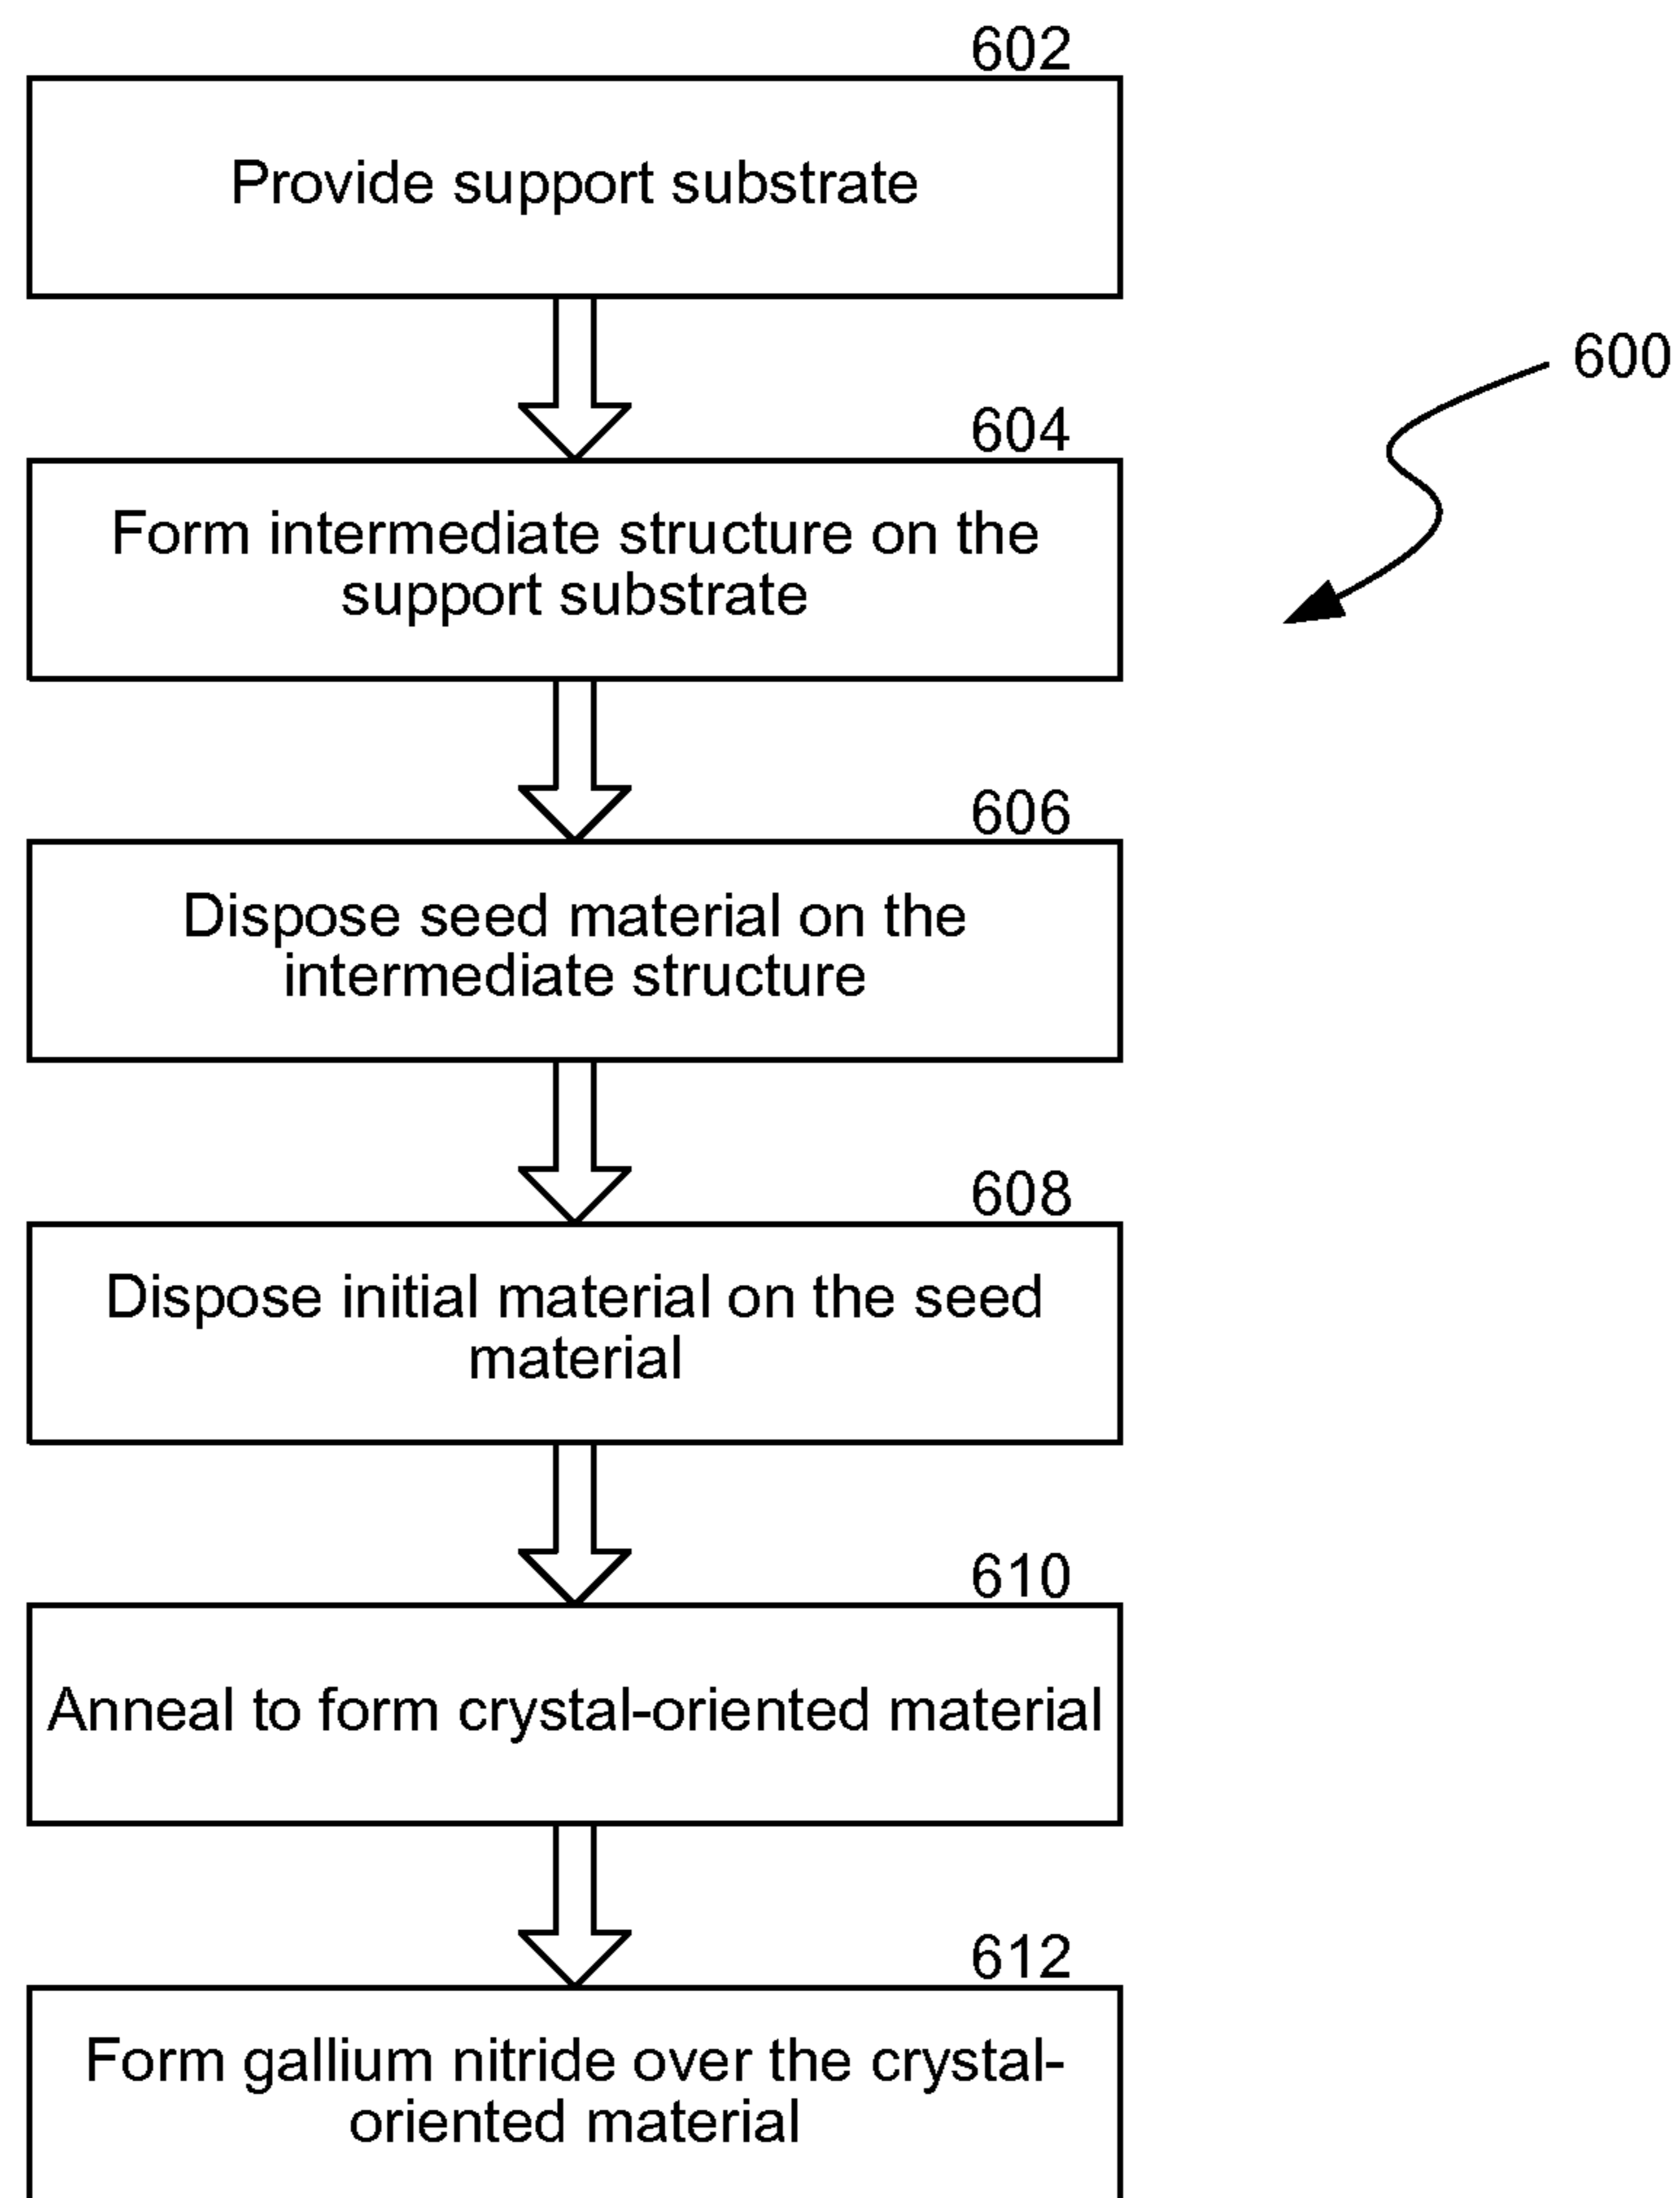 602
Provide support substrate
600
604
Form intermediate structure on the
support substrate
606
Dispose seed material on the
intermediate structure
608
Dispose initial material on the seed
material
610
Anneal to form crystal-oriented material
612
Form gallium nitride over the crystal-
oriented material